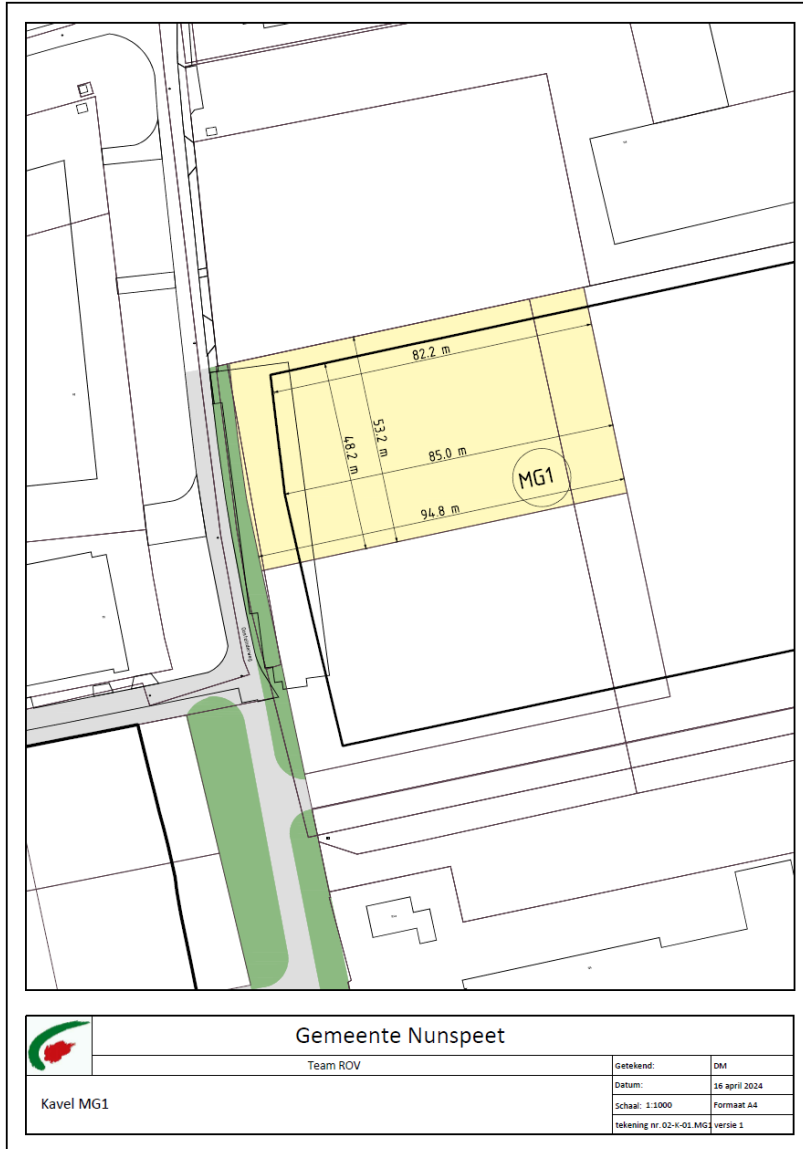 82.2 m
53.2 m
48.2 m
85.0 m
MG1
94.8 m
Gemeente Nunspeet
Team ROV
Getekend: DM
Datum: 16 april 2024
Kavel MG1
Schaal: 1:1000 Formaat A4
tekening nr. 02-K-01.MG1 versie 1